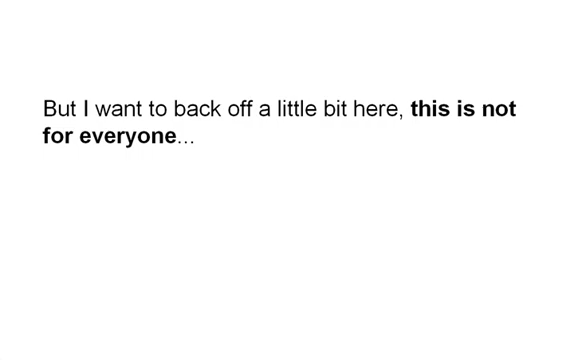 But I want to back off a little bit here, this is not
for everyone...